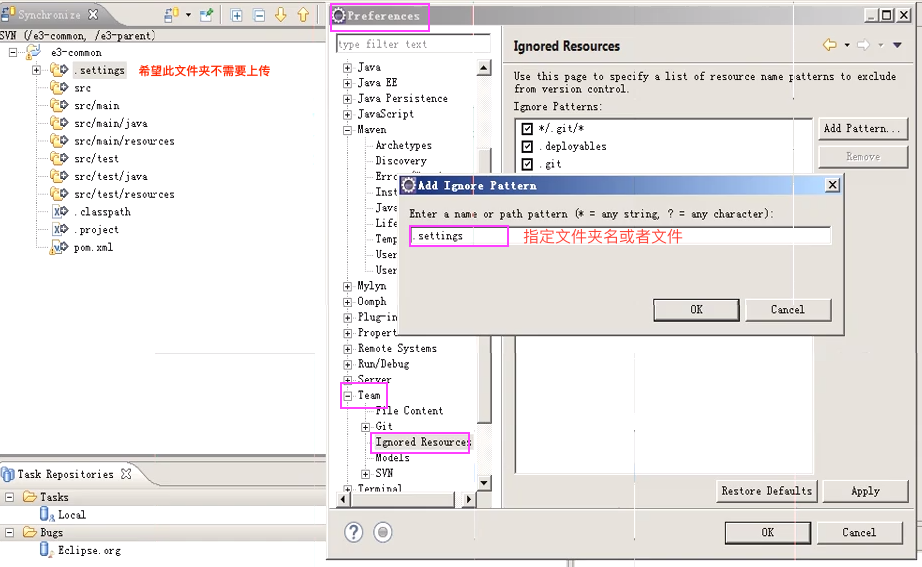 Synchronize
SVN (/e3-common, /e3-parent)
e3-common
.settings
希望此文件夹不需要上传
src
src/main
src/main/java
src/main/resources
src/test
src/test/java
src/test/resources
.classpath
.project
pom.xml
Task Repositories
Tasks
Local
Bugs
Eclipse.org
Preferences
type filter text
Java
Java EE
Java Persistence
JavaScript
Maven
Archetypes
Discovery
Erro
Inst
Java
Life
Temp
User
User
Mylyn
Oomph
Plug-in
Propert
Remote Systems
Run/Debug
Server
Team
File Content
Git
Ignored Resources
Models
SVN
Terminal
Ignored Resources
Use this page to specify a list of resource name patterns to exclude
from version control.
Ignore Patterns:
*/.git/*
.deployables
.git
Add Pattern...
Remove
Add Ignore Pattern
Enter a name or path pattern (* = any string, ? = any character):
.settings
指定文件夹名或者文件
OK
Cancel
Restore Defaults
Apply
OK
Cancel